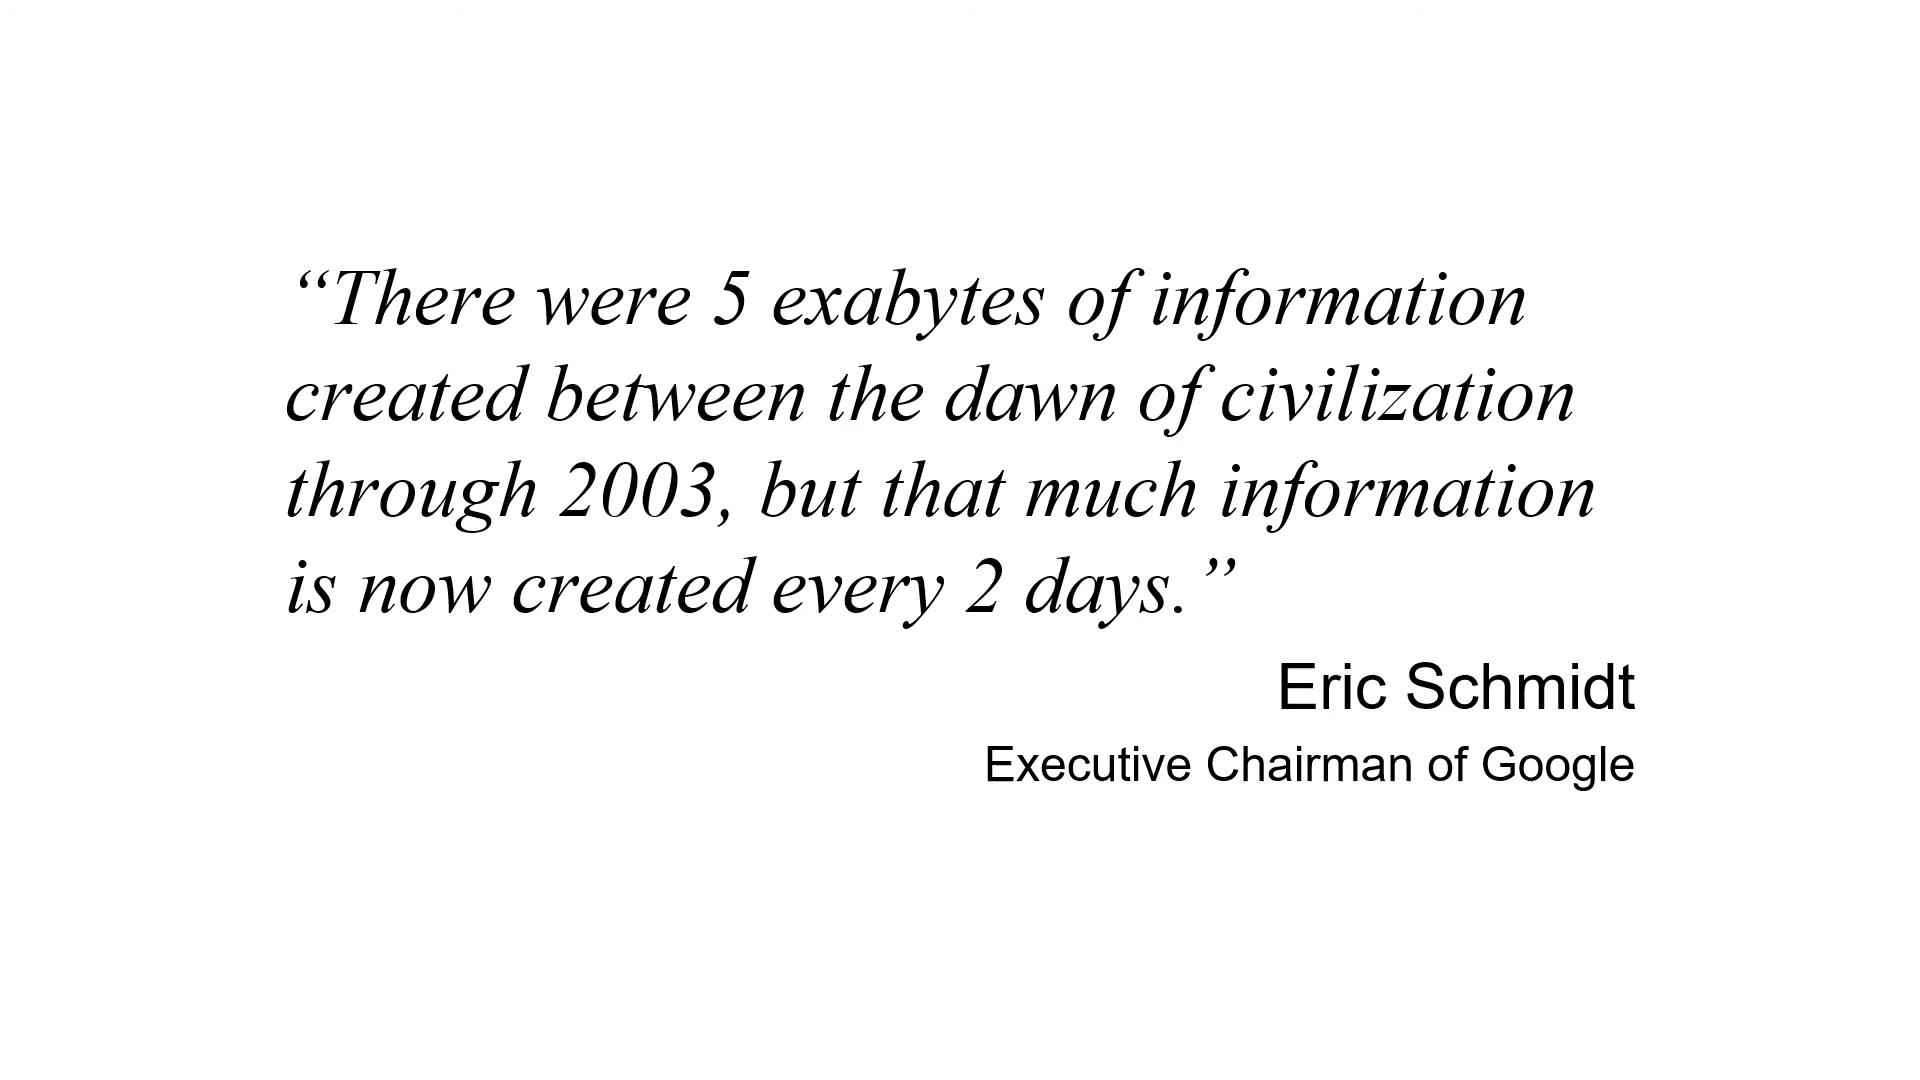 “There were 5 exabytes of information
created between the dawn of civilization
through 2003, but that much information
is now created every 2 days.”
Eric Schmidt
Executive Chairman of Google